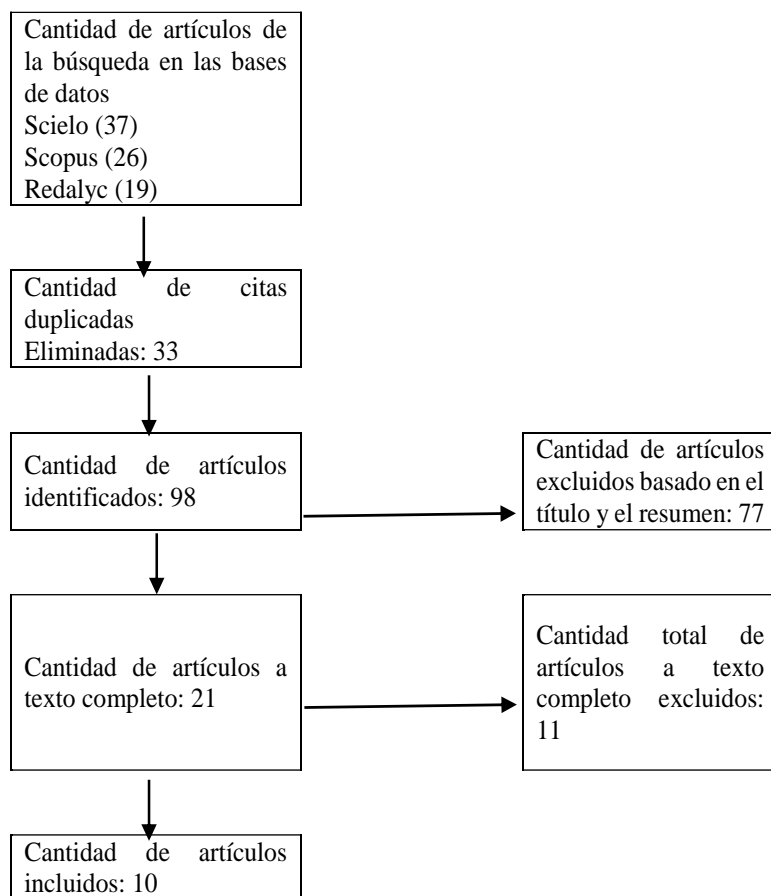 Cantidad de artículos de
la búsqueda en las bases
de datos
Scielo (37)
Scopus (26)
Redalyc (19)
Cantidad de citas
duplicadas
Eliminadas: 33
Cantidad de artículos
identificados: 98
Cantidad de artículos
excluidos basado en el
título y el resumen: 77
Cantidad de artículos a
texto completo: 21
Cantidad total de
artículos a texto
completo excluidos:
11
Cantidad de artículos
incluidos: 10